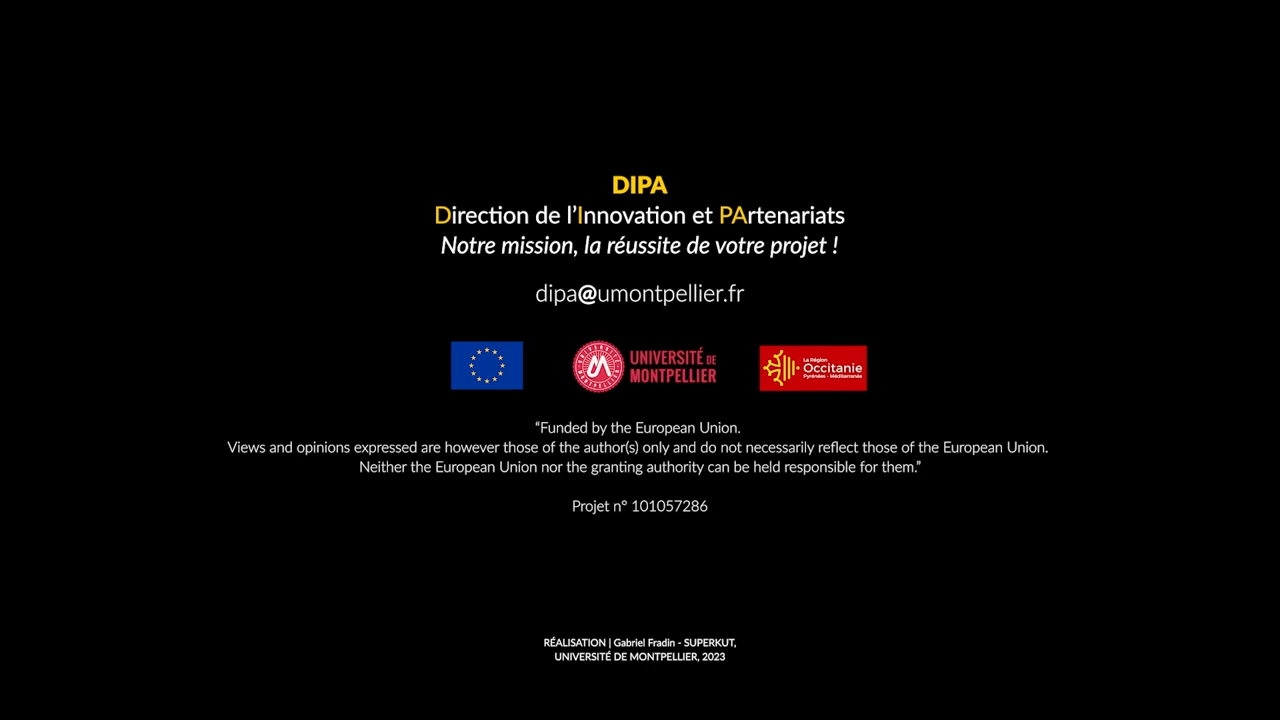 DIPA
Direction de l'Innovation et PArtenariats
Notre mission, la réussite de votre projet !
dipa@umontpellier.fr
UNIVERSITÉ MONTPELLIER
UNIVERSITÉ DE
MONTPELLIER
La Région
Occitanie
Pyrénées - Méditerranée
“Funded by the European Union.
Views and opinions expressed are however those of the author(s) only and do not necessarily reflect those of the European Union.
Neither the European Union nor the granting authority can be held responsible for them.”
Projet n° 101057286
RÉALISATION | Gabriel Fradin - SUPERKUT,
UNIVERSITÉ DE MONTPELLIER, 2023